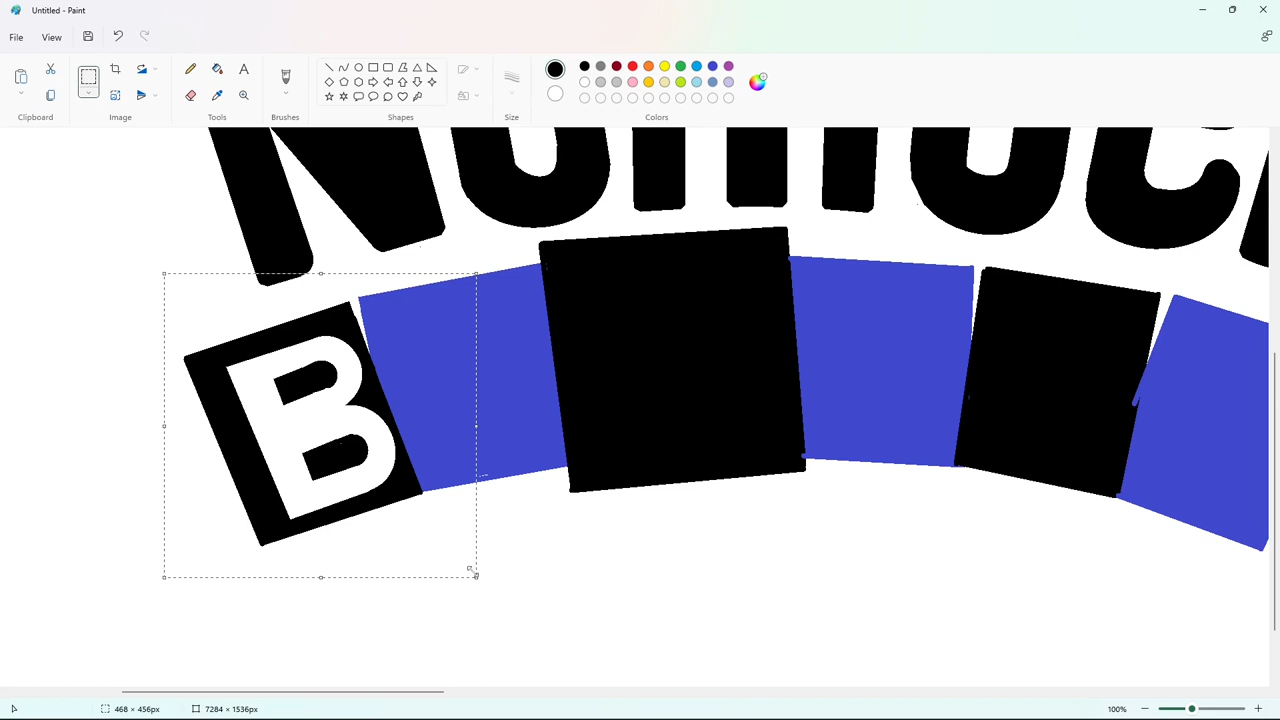 Untitled - Paint
File View
Clipboard
Image
Tools
Brushes
Shapes
Size
Colors
B
468 × 456px
7284 × 1536px
100%